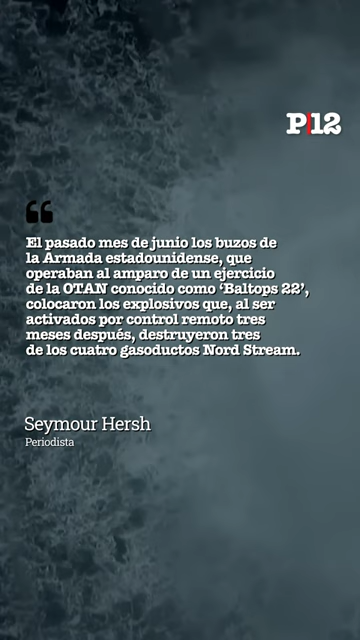 P12
“
El pasado mes de junio los buzos de
la Armada estadounidense, que
operaban al amparo de un ejercicio
de la OTAN conocido como ‘Baltops 22’,
colocaron los explosivos que, al ser
activados por control remoto tres
meses después, destruyeron tres
de los cuatro gasoductos Nord Stream.
Seymour Hersh
Periodista